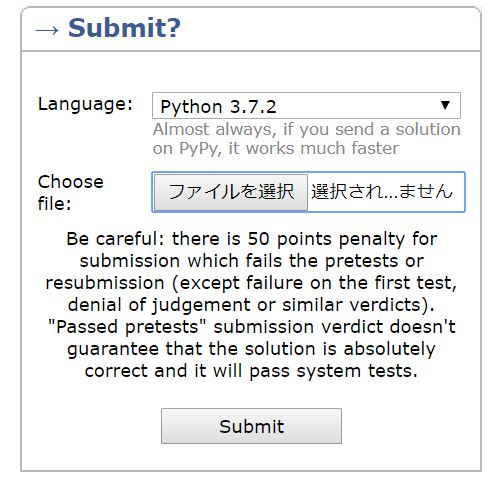 → Submit?
Language:
Python 3.7.2
Almost always, if you send a solution
on PyPy, it works much faster
Choose
file:
ファイルを選択 選択され...ません
Be careful: there is 50 points penalty for
submission which fails the pretests or
resubmission (except failure on the first test,
denial of judgement or similar verdicts).
"Passed pretests" submission verdict doesn't
guarantee that the solution is absolutely
correct and it will pass system tests.
Submit